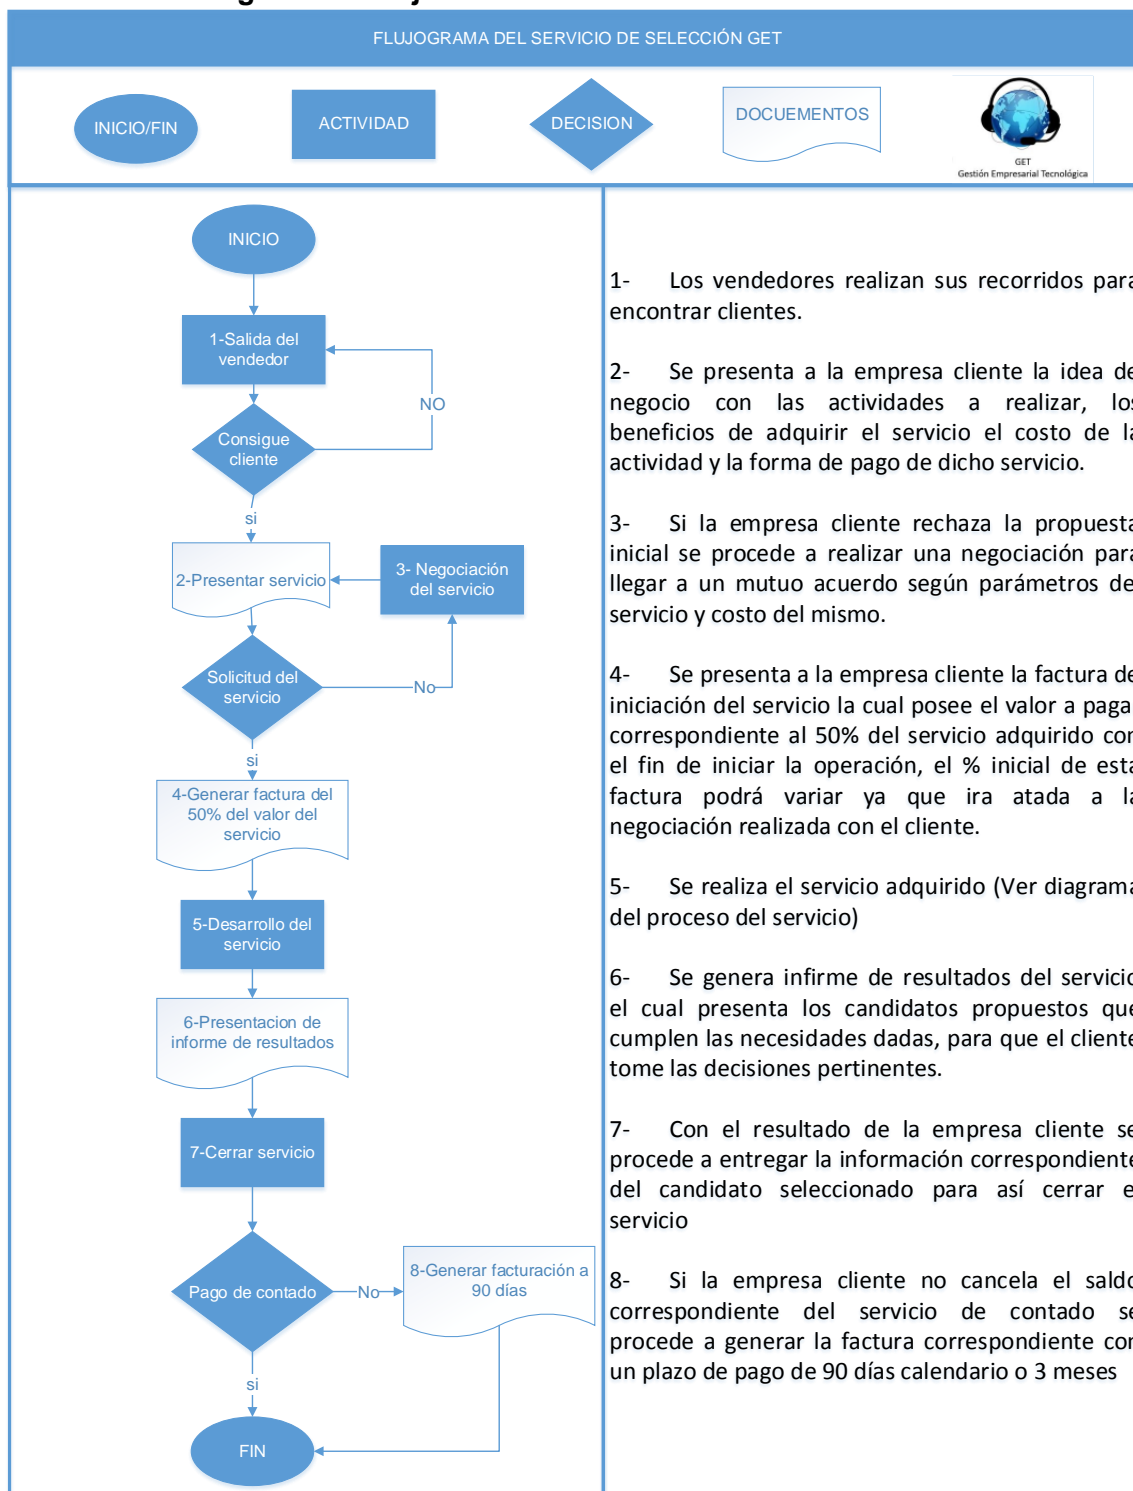 FLUJOGRAMA DEL SERVICIO DE SELECCIÓN GET
INICIO/FIN
ACTIVIDAD
DECISION
DOCUEMENTOS
GET
Gestión Empresarial Tecnológica
INICIO
1-Salida del
vendedor
NO
Consigue
cliente
si
2-Presentar servicio
3- Negociación
del servicio
Solicitud del
servicio
No
si
4-Generar factura del
50% del valor del
servicio
5-Desarrollo del
servicio
6-Presentacion de
informe de resultados
7-Cerrar servicio
Pago de contado
No
8-Generar facturación a
90 días
si
FIN
1- Los vendedores realizan sus recorridos para
encontrar clientes.
2- Se presenta a la empresa cliente la idea de
negocio con las actividades a realizar, los
beneficios de adquirir el servicio el costo de la
actividad y la forma de pago de dicho servicio.
3- Si la empresa cliente rechaza la propuesta
inicial se procede a realizar una negociación para
llegar a un mutuo acuerdo según parámetros de
servicio y costo del mismo.
4- Se presenta a la empresa cliente la factura de
iniciación del servicio la cual posee el valor a paga
correspondiente al 50% del servicio adquirido con
el fin de iniciar la operación, el % inicial de esta
factura podrá variar ya que ira atada a la
negociación realizada con el cliente.
5- Se realiza el servicio adquirido (Ver diagrama
del proceso del servicio)
6- Se genera infirme de resultados del servicio
el cual presenta los candidatos propuestos que
cumplen las necesidades dadas, para que el cliente
tome las decisiones pertinentes.
7- Con el resultado de la empresa cliente se
procede a entregar la información correspondiente
del candidato seleccionado para así cerrar e
servicio
8- Si la empresa cliente no cancela el saldo
correspondiente del servicio de contado se
procede a generar la factura correspondiente con
un plazo de pago de 90 días calendario o 3 meses